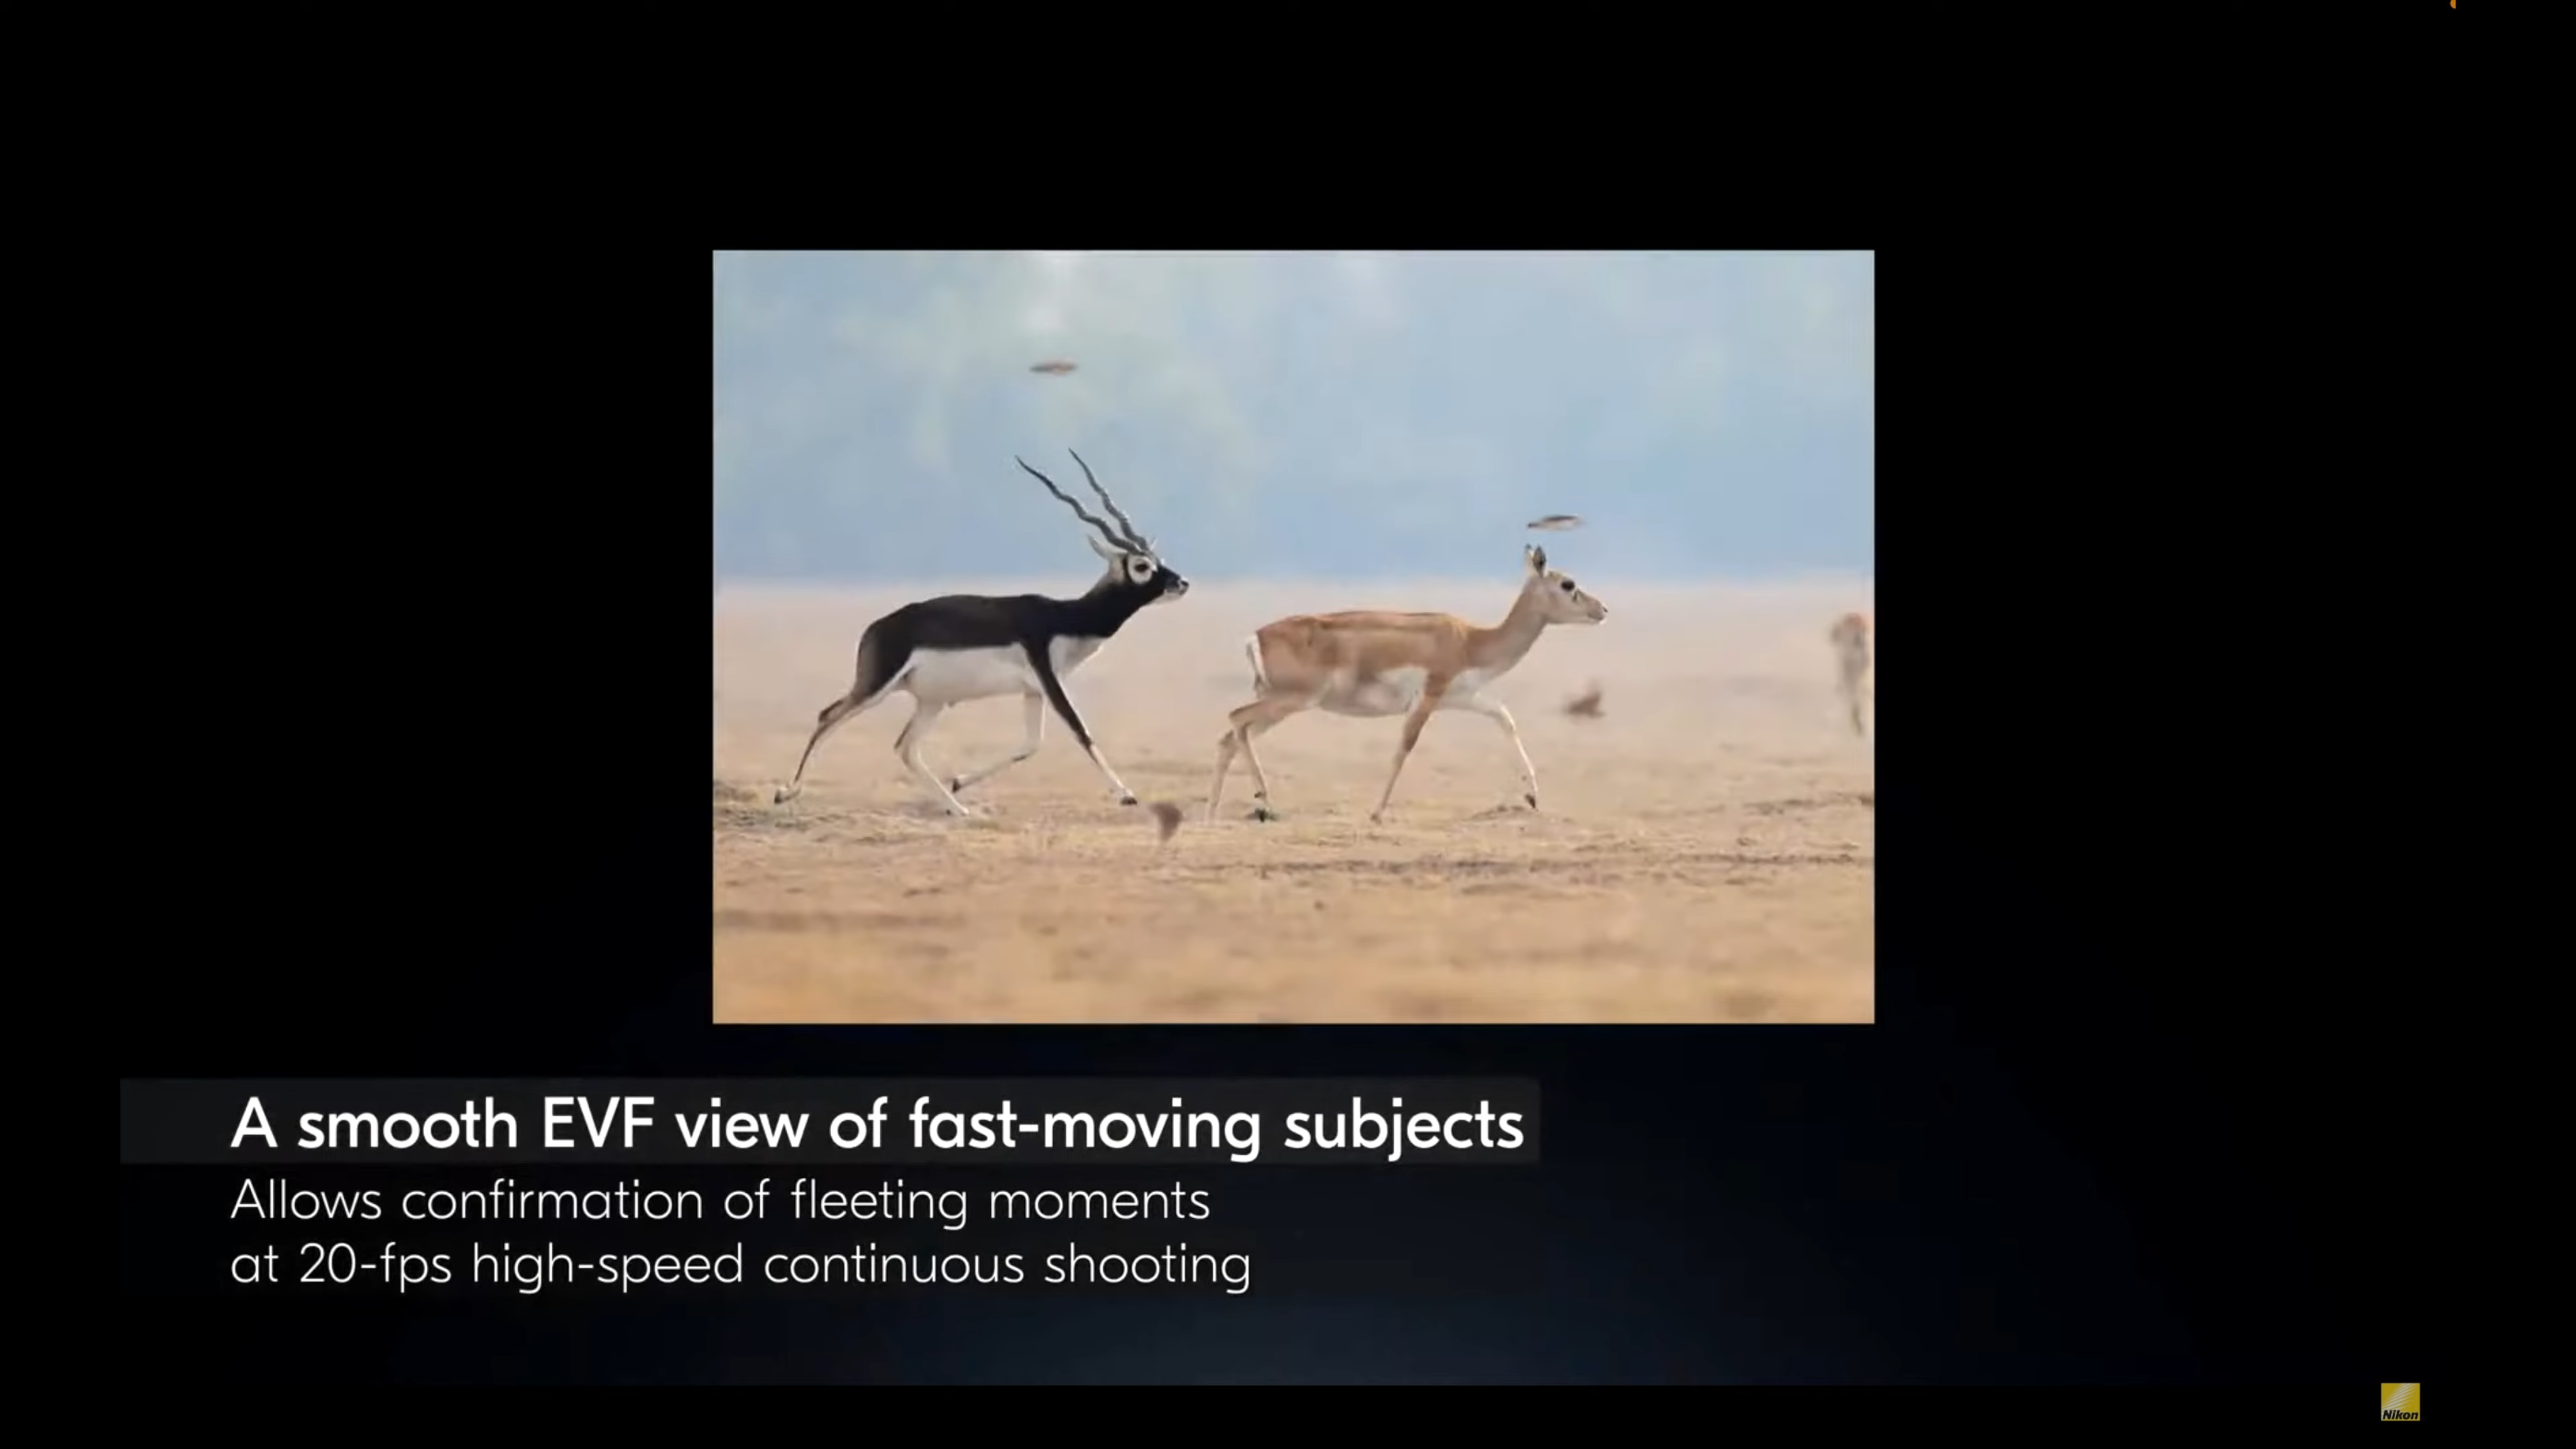 A smooth EVF view of fast-moving subjects
Allows confirmation of fleeting moments
at 20-fps high-speed continuous shooting
Nikon